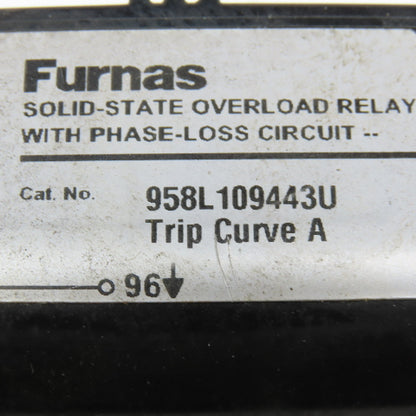 Furnas
SOLID-STATE OVERLOAD RELAY
WITH PHASE-LOSS CIRCUIT --
Cat. No. 958L109443U
Trip Curve A
96